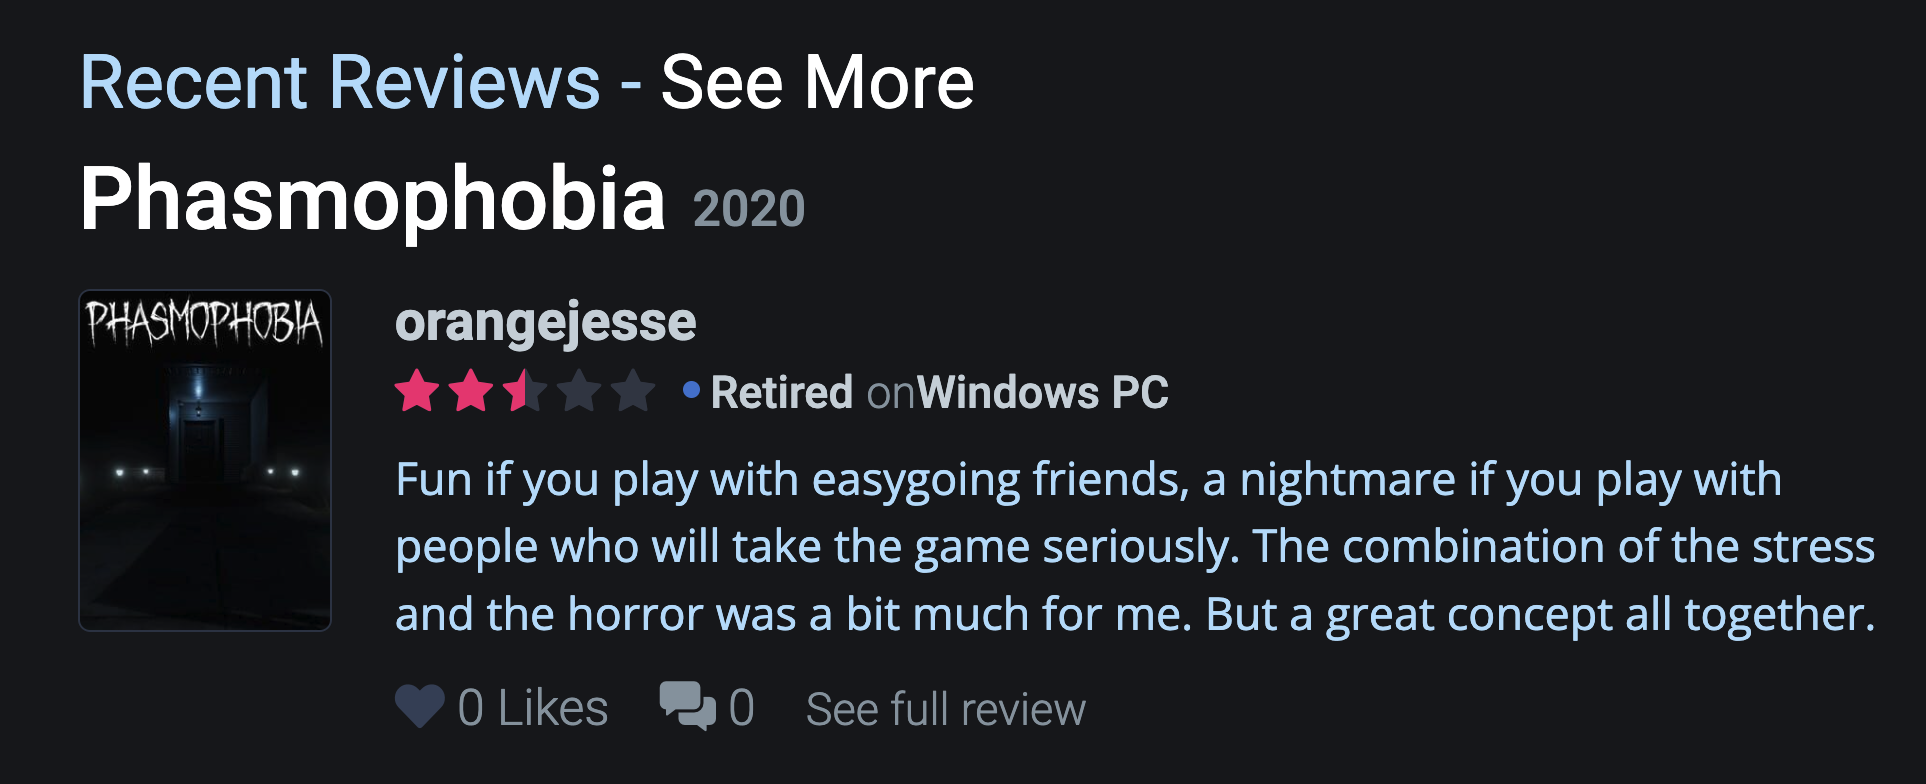 Recent Reviews - See More
Phasmophobia 2020
PHASMOPHOBIA
orangejesse
Retired onWindows PC
Fun if you play with easygoing friends, a nightmare if you play with
people who will take the game seriously. The combination of the stress
and the horror was a bit much for me. But a great concept all together.
0 Likes 0 See full review